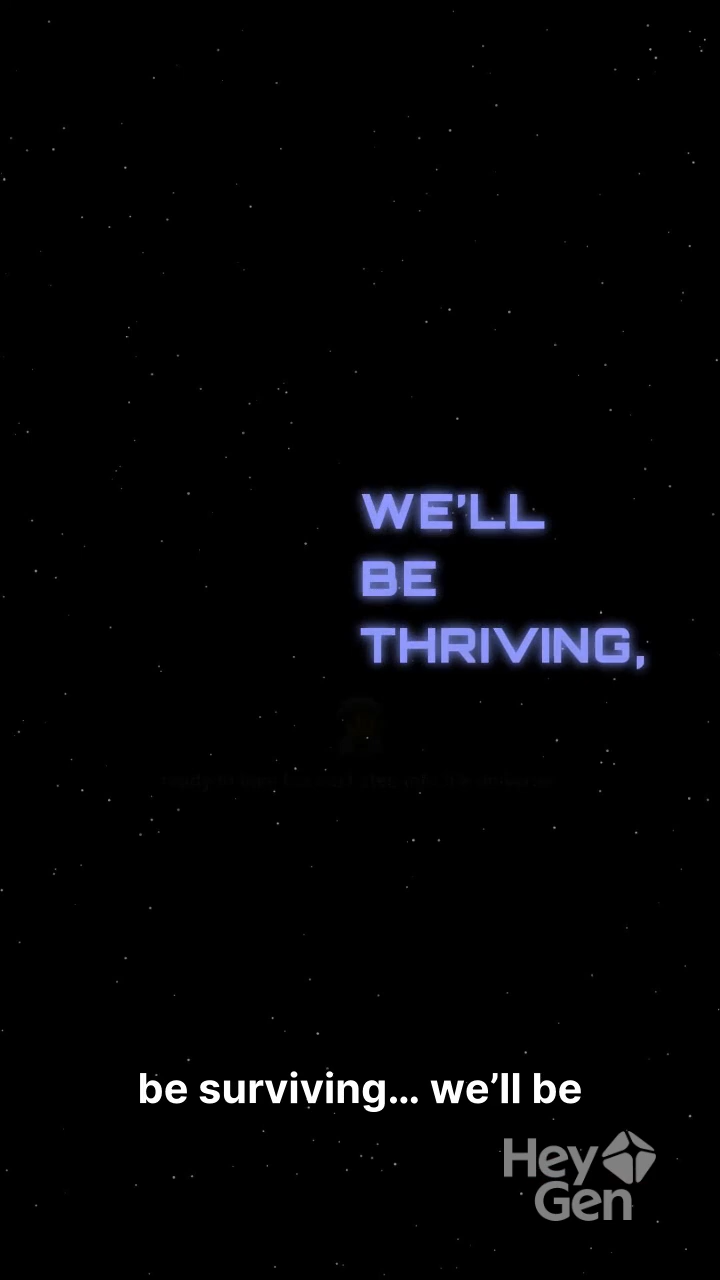 WE’LL
BE
THRIVING,
be surviving... we’ll be
Hey
Gen